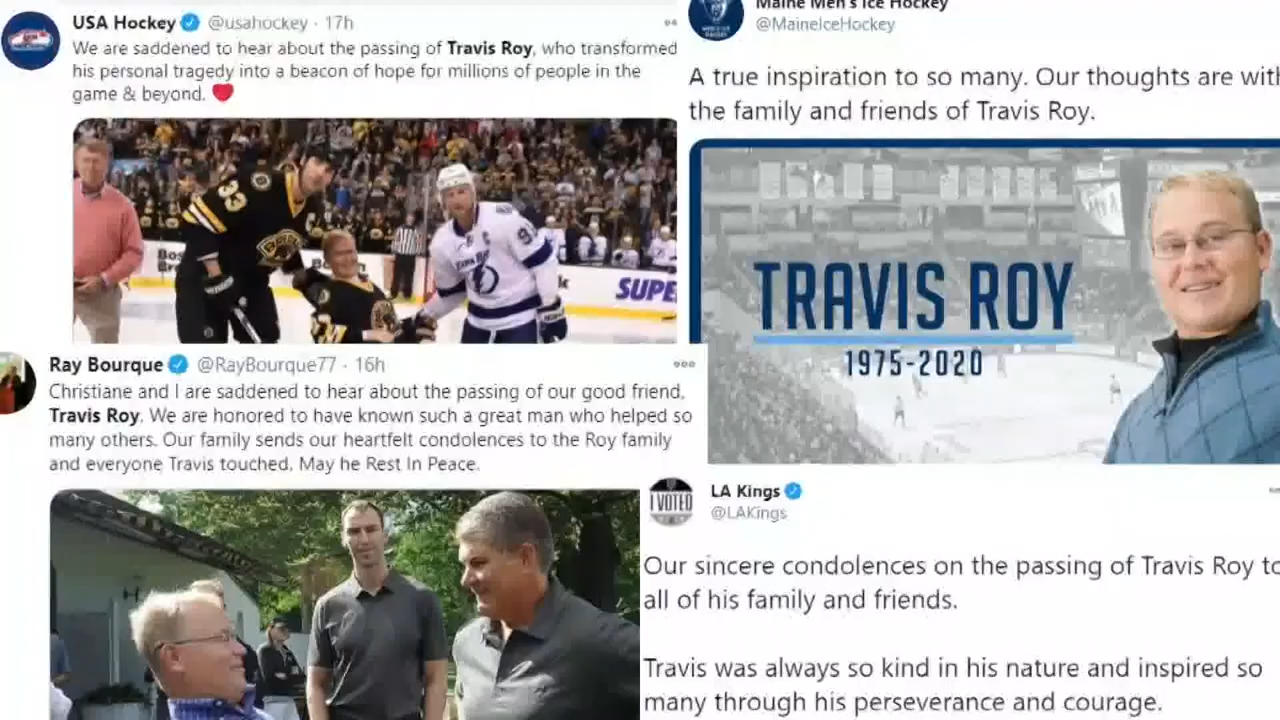 USA Hockey @usahockey · 17h
We are saddened to hear about the passing of Travis Roy, who transformed
his personal tragedy into a beacon of hope for millions of people in the
game & beyond.
33
SUPE
Ray Bourque @RayBourque77 · 16h
Christiane and I are saddened to hear about the passing of our good friend,
Travis Roy. We are honored to have known such a great man who helped so
many others. Our family sends our heartfelt condolences to the Roy family
and everyone Travis touched. May he Rest In Peace.
Maine Men's Ice Hockey
@MaineIceHockey
A true inspiration to so many. Our thoughts are with
the family and friends of Travis Roy.
TRAVIS ROY
1975-2020
I VOTED
LA Kings
@LAKings
Our sincere condolences on the passing of Travis Roy to
all of his family and friends.
Travis was always so kind in his nature and inspired so
many through his perseverance and courage.